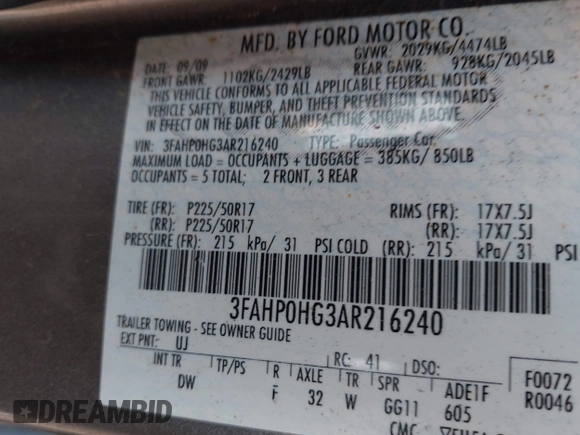 MFD. BY FORD MOTOR CO.
DATE: 09/09 GVWR: 2029KG/4474LB
FRONT GAWR: 1102KG/2429LB REAR GAWR: 928KG/2045LB
THIS VEHICLE CONFORMS TO ALL APPLICABLE FEDERAL MOTOR
VEHICLE SAFETY, BUMPER, AND THEFT PREVENTION STANDARDS
IN EFFECT ON THE DATE OF MANUFACTURE SHOWN ABOVE.
VIN: 3FAHP0HG3AR216240 TYPE: Passenger Car
MAXIMUM LOAD = OCCUPANTS + LUGGAGE = 385KG/ 850LB
OCCUPANTS = 5 TOTAL; 2 FRONT, 3 REAR
TIRE (FR): P225/50R17 RIMS (FR): 17X7.5J
(RR): P225/50R17 (RR): 17X7.5J
PRESSURE (FR): 215 kPa/ 31 PSI COLD (RR): 215 kPa/ 31 PSI
3FAHP0HG3AR216240
TRAILER TOWING - SEE OWNER GUIDE
EXT PNT: UJ RC: 41 DSO: F0072
INT TR TP/PS R AXLE TR SPR ADE1F R0046
DW F 32 W GG11 605
CMC
DREAMBID